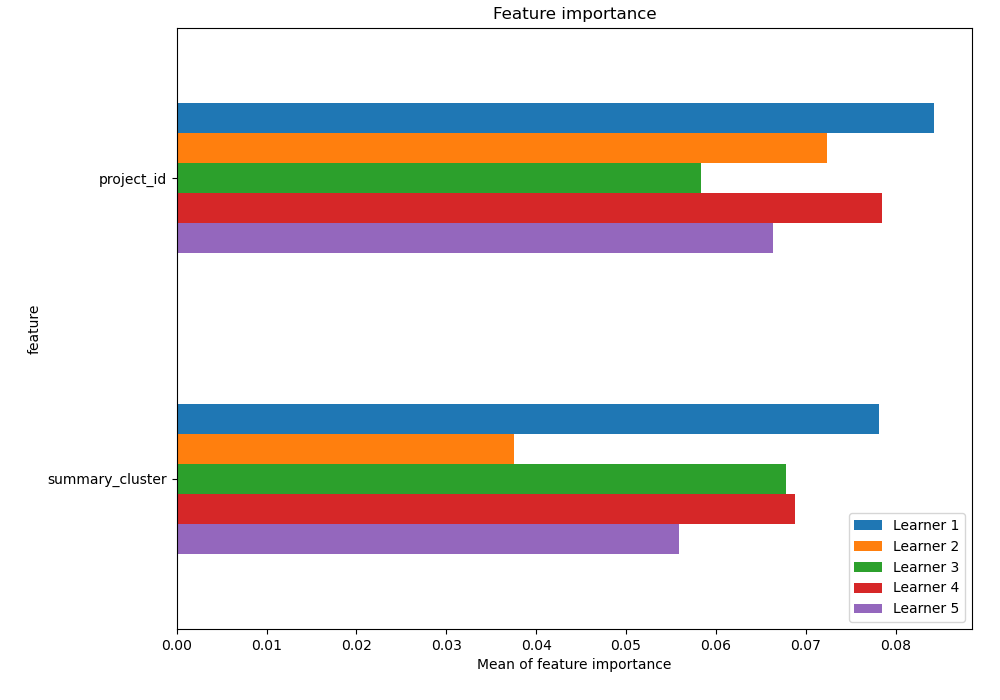 Feature importance
project_id
summary_cluster
feature
0.00 0.01 0.02 0.03 0.04 0.05 0.06 0.07 0.08
Mean of feature importance
Learner 1
Learner 2
Learner 3
Learner 4
Learner 5